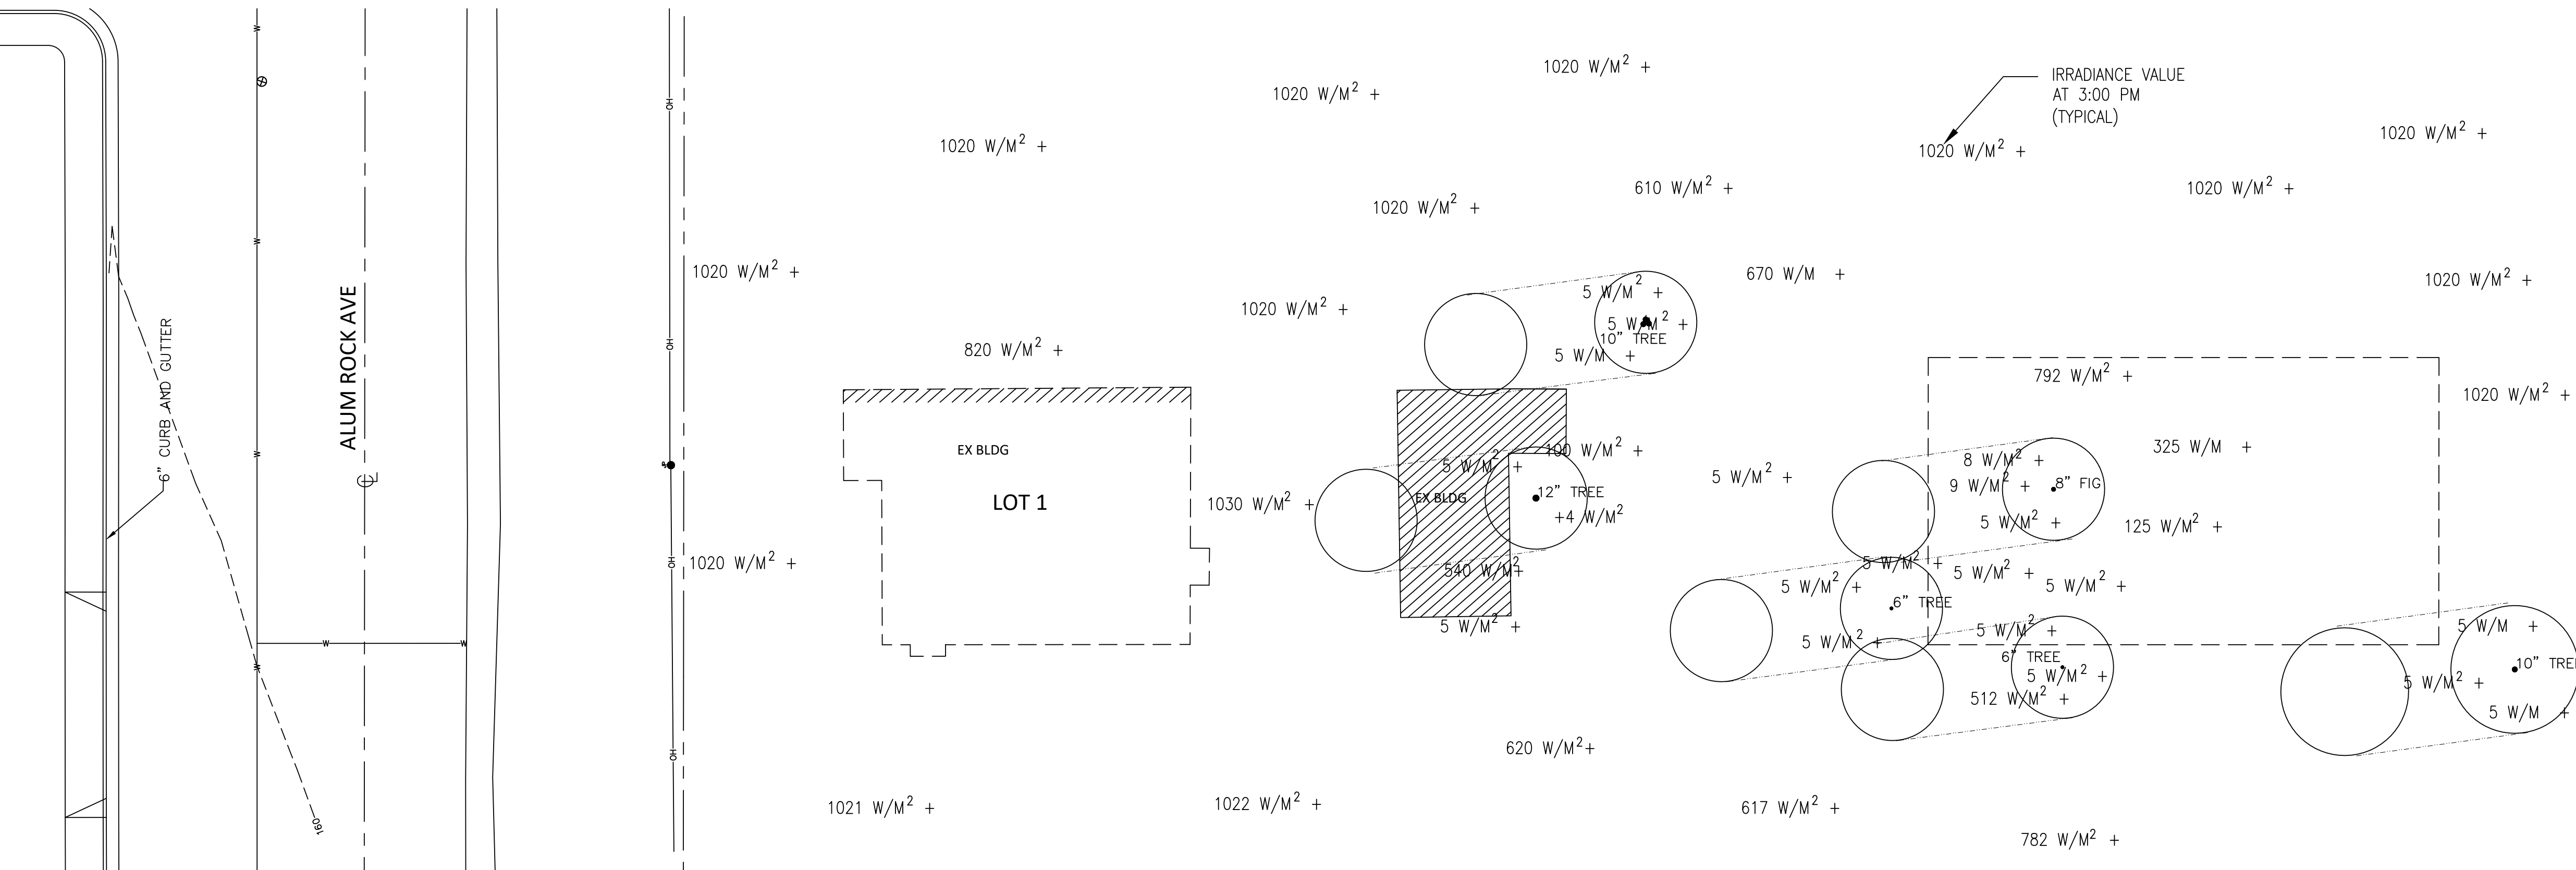 1020 W/M² +
1020 W/M² +
IRRADIANCE VALUE
AT 3:00 PM
(TYPICAL)
1020 W/M² +
1020 W/M² +
1020 W/M² +
610 W/M² +
1020 W/M² +
1020 W/M² +
1020 W/M² +
670 W/M +
1020 W/M² +
5 W/M² +
1020 W/M² +
5 W/M² +
10" TREE
5 W/M +
820 W/M² +
792 W/M² +
1020 W/M² +
6" CURB AND GUTTER
ALUM ROCK AVE
EX BLDG
LOT 1
100 W/M² +
325 W/M +
5 W/M² +
8 W/M² +
5 W/M² +
9 W/M² +
8" FIG
EX BLDG
12" TREE
1030 W/M² +
+4 W/M²
5 W/M² +
125 W/M² +
1020 W/M² +
540 W/M² +
5 W/M² +
5 W/M² +
5 W/M² +
5 W/M² +
6" TREE
5 W/M² +
5 W/M² +
5 W/M +
5 W/M² +
6" TREE
10" TREE
5 W/M² +
5 W/M² +
512 W/M² +
5 W/M +
620 W/M² +
1021 W/M² +
1022 W/M² +
617 W/M² +
782 W/M² +
160
W
W
W
W
W
W
OH
OH
OH
OH